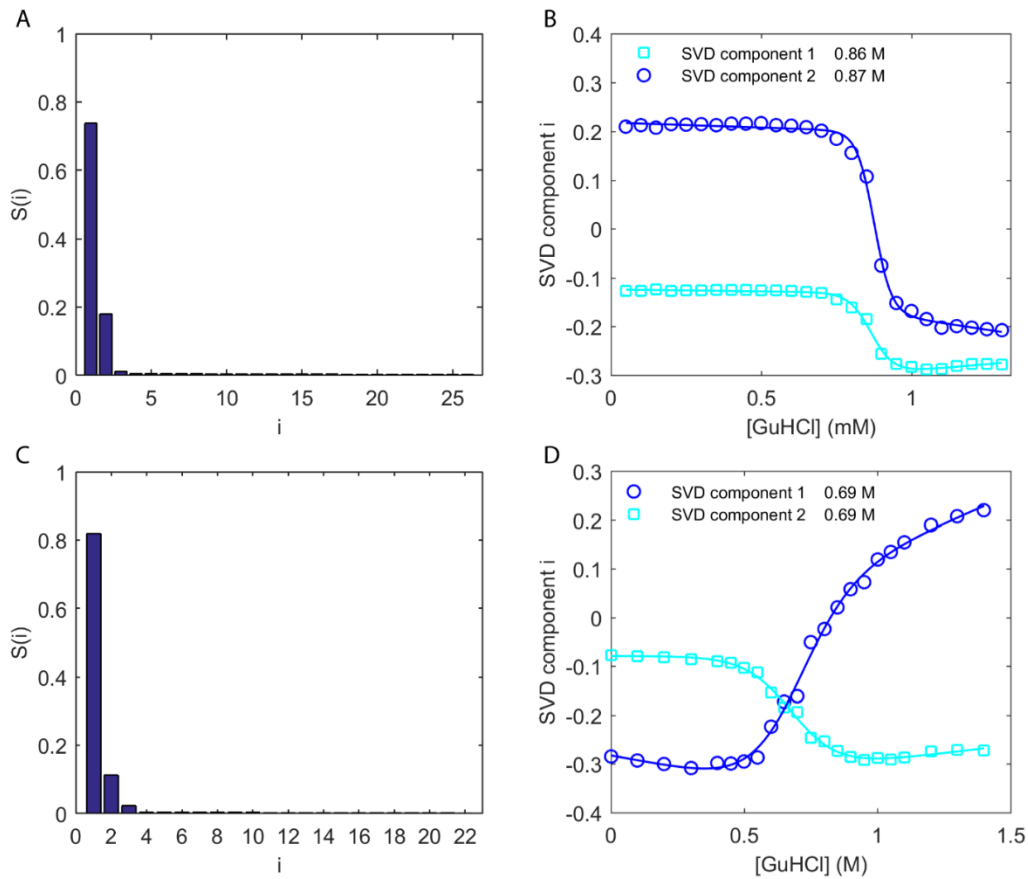 A
S(i)
1
0.8
0.6
0.4
0.2
0
5 10 15 20 25
i
B
SVD component i
0.4
0.3
0.2
0.1
0
-0.1
-0.2
-0.3
SVD component 1 0.86 M
SVD component 2 0.87 M
0 0.5 1
[GuHCl] (mM)
C
S(i)
1
0.8
0.6
0.4
0.2
0
0 2 4 6 8 10 12 14 16 18 20 22
i
D
SVD component i
0.3
0.2
0.1
0
-0.1
-0.2
-0.3
-0.4
SVD component 1 0.69 M
SVD component 2 0.69 M
0 0.5 1 1.5
[GuHCl] (M)